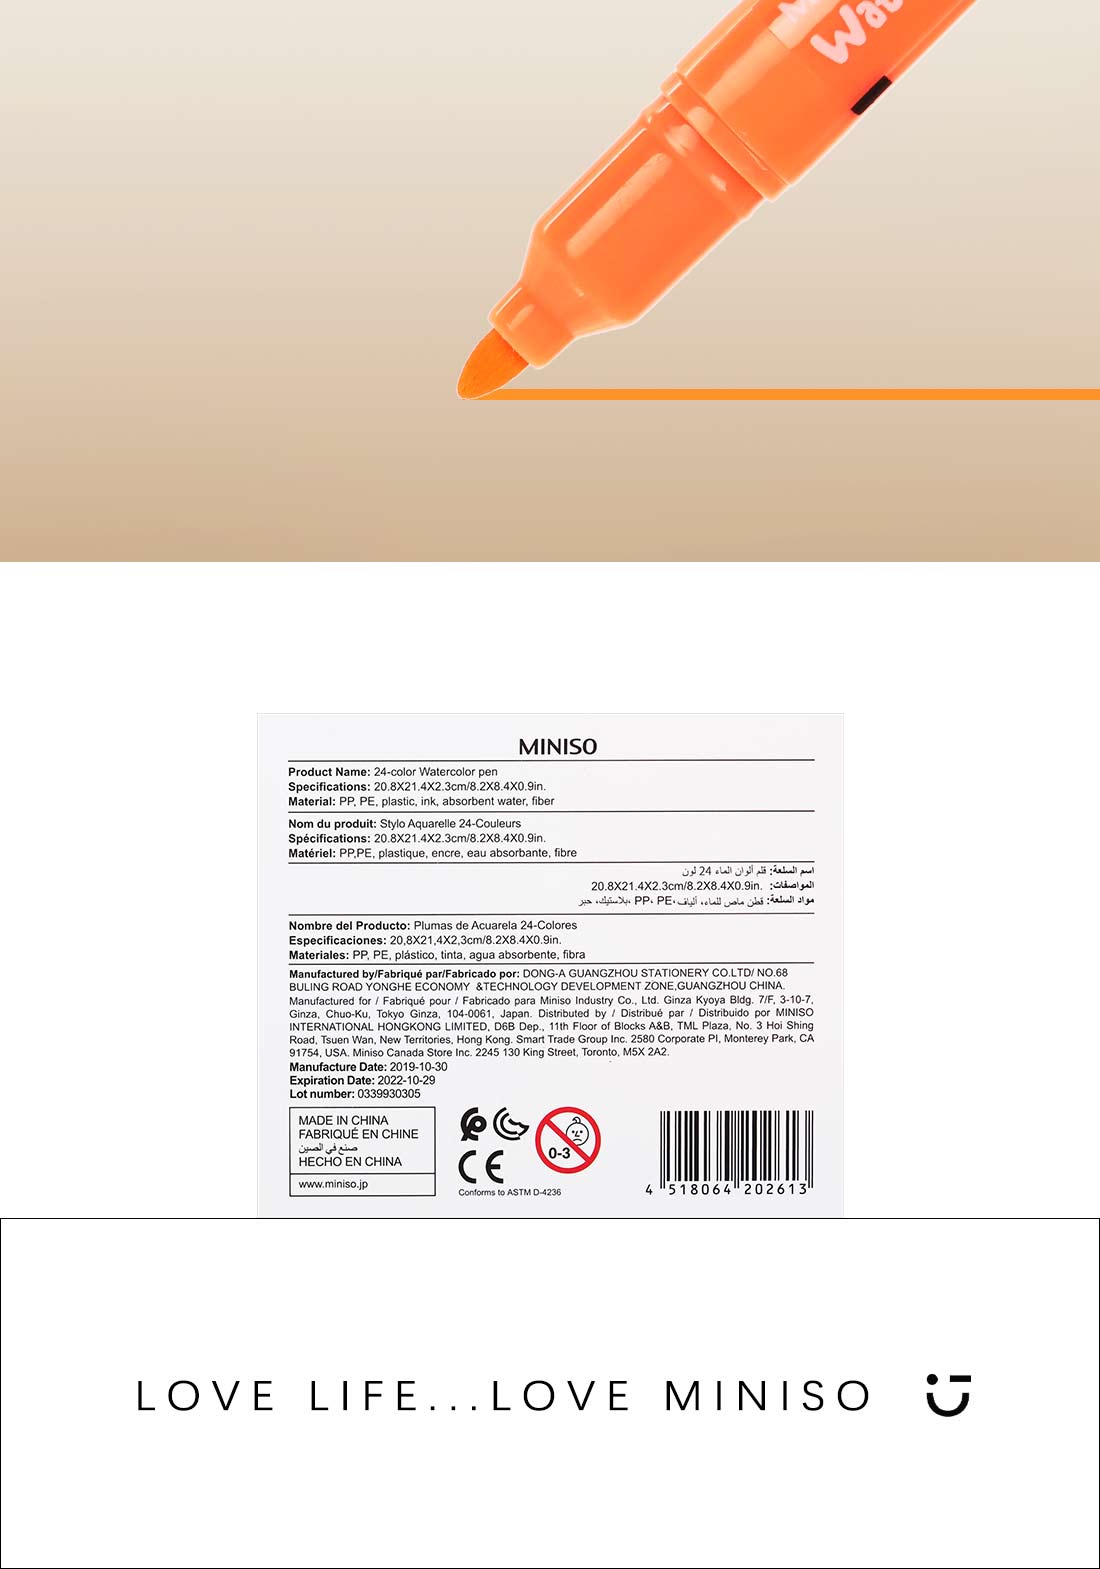 Wat
MINISO
Product Name: 24-color Watercolor pen
Specifications: 20.8X21.4X2.3cm/8.2X8.4X0.9in.
Material: PP, PE, plastic, ink, absorbent water, fiber
Nom du produit: Stylo Aquarelle 24-Couleurs
Spécifications: 20.8X21.4X2.3cm/8.2X8.4X0.9in.
Matériel: PP,PE, plastique, encre, eau absorbante, fibre
اسم السلعة: قلم ألوان الماء 24 لون
المواصفات: 20.8X21.4X2.3cm/8.2X8.4X0.9in.
مواد السلعة: قطن ماص للماء، ألياف، PP، PE، بلاستيك، حبر
Nombre del Producto: Plumas de Acuarela 24-Colores
Especificaciones: 20,8X21,4X2,3cm/8.2X8.4X0.9in.
Materiales: PP, PE, plástico, tinta, agua absorbente, fibra
Manufactured by/Fabriqué par/Fabricado por: DONG-A GUANGZHOU STATIONERY CO.LTD/ NO.68
BULING ROAD YONGHE ECONOMY &TECHNOLOGY DEVELOPMENT ZONE,GUANGZHOU CHINA.
Manufactured for / Fabriqué pour / Fabricado para Miniso Industry Co., Ltd. Ginza Kyoya Bldg. 7/F, 3-10-7,
Ginza, Chuo-Ku, Tokyo Ginza, 104-0061, Japan. Distributed by / Distribué par / Distribuido por MINISO
INTERNATIONAL HONGKONG LIMITED, D6B Dep., 11th Floor of Blocks A&B, TML Plaza, No. 3 Hoi Shing
Road, Tsuen Wan, New Territories, Hong Kong. Smart Trade Group Inc. 2580 Corporate Pl, Monterey Park, CA
91754, USA. Miniso Canada Store Inc. 2245 130 King Street, Toronto, M5X 2A2.
Manufacture Date: 2019-10-30
Expiration Date: 2022-10-29
Lot number: 0339930305
MADE IN CHINA
FABRIQUÉ EN CHINE
صنع في الصين
HECHO EN CHINA
www.miniso.jp
CE
0-3
Conforms to ASTM D-4236
4 518064 202613
LOVE LIFE...LOVE MINISO